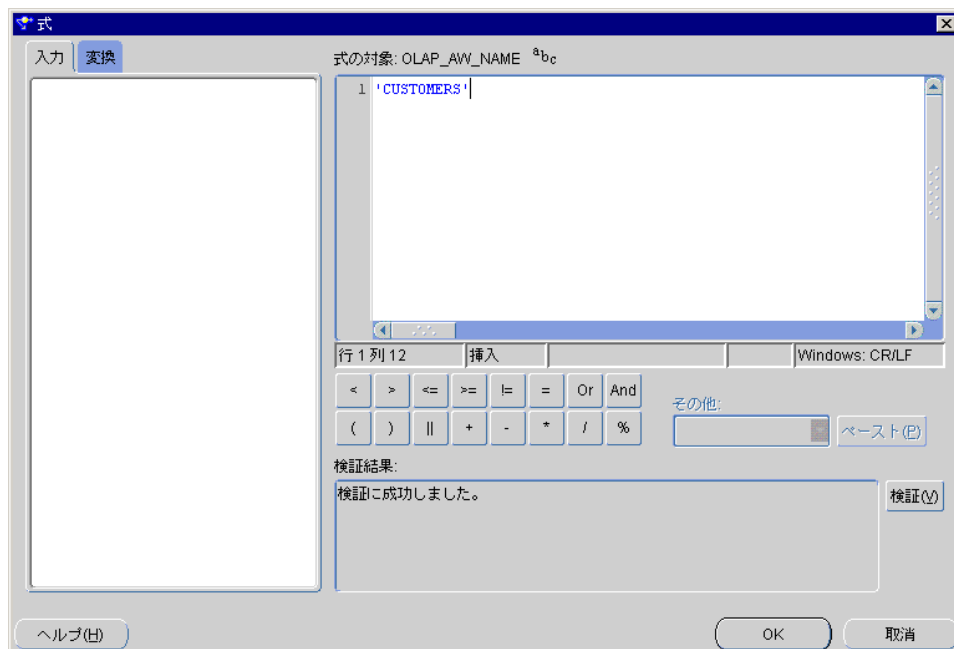 式
入力 変換
式の対象: OLAP_AW_NAME abc
1 'CUSTOMERS'
行 1 列 12 挿入 Windows: CR/LF
< > <= >= != = Or And
( ) || + - * / %
その他:
ペースト(P)
検証結果:
検証に成功しました。
検証(V)
ヘルプ(H) OK 取消